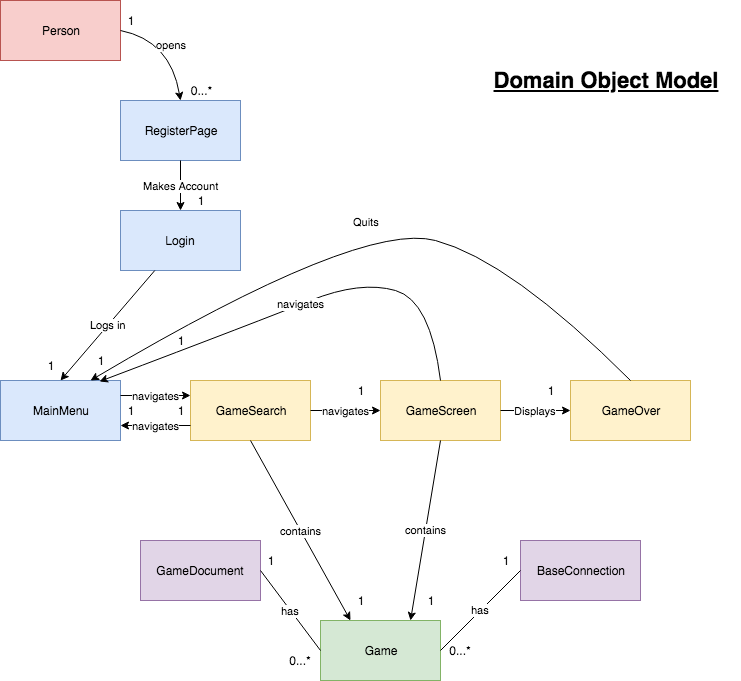 Person
1
opens
0...*
Domain Object Model
RegisterPage
Makes Account
1
Login
Quits
navigates
Logs in
1
1
1
MainMenu
navigates
1
1
navigates
GameSearch
1
navigates
GameScreen
1
Displays
GameOver
contains
contains
GameDocument
1
has
0...*
1
1
1
BaseConnection
has
0...*
Game